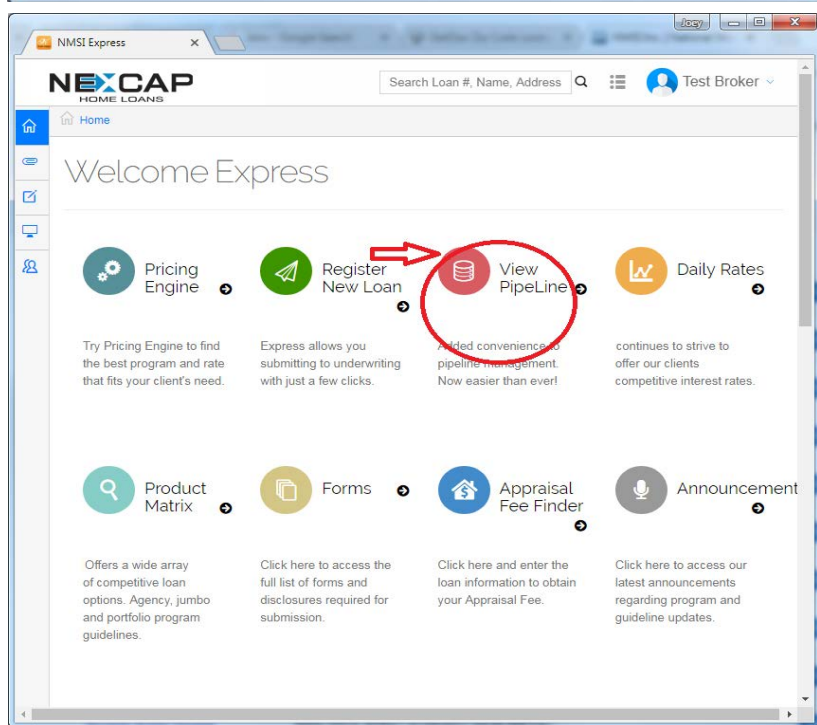 Jogy
NMSI Express
NEXCAP
HOME LOANS
Search Loan #, Name, Address
Test Broker
Home
Welcome Express
Pricing
Engine
Register
New Loan
View
PipeLine
Daily Rates
Try Pricing Engine to find
the best program and rate
that fits your client's need.
Express allows you
submitting to underwriting
with just a few clicks.
Added convenience to
pipeline management.
Now easier than ever!
continues to strive to
offer our clients
competitive interest rates.
Product
Matrix
Forms
Appraisal
Fee Finder
Announcement
Offers a wide array
of competitive loan
options. Agency, jumbo
and portfolio program
guidelines.
Click here to access the
full list of forms and
disclosures required for
submission.
Click here and enter the
loan information to obtain
your Appraisal Fee.
Click here to access our
latest announcements
regarding program and
guideline updates.